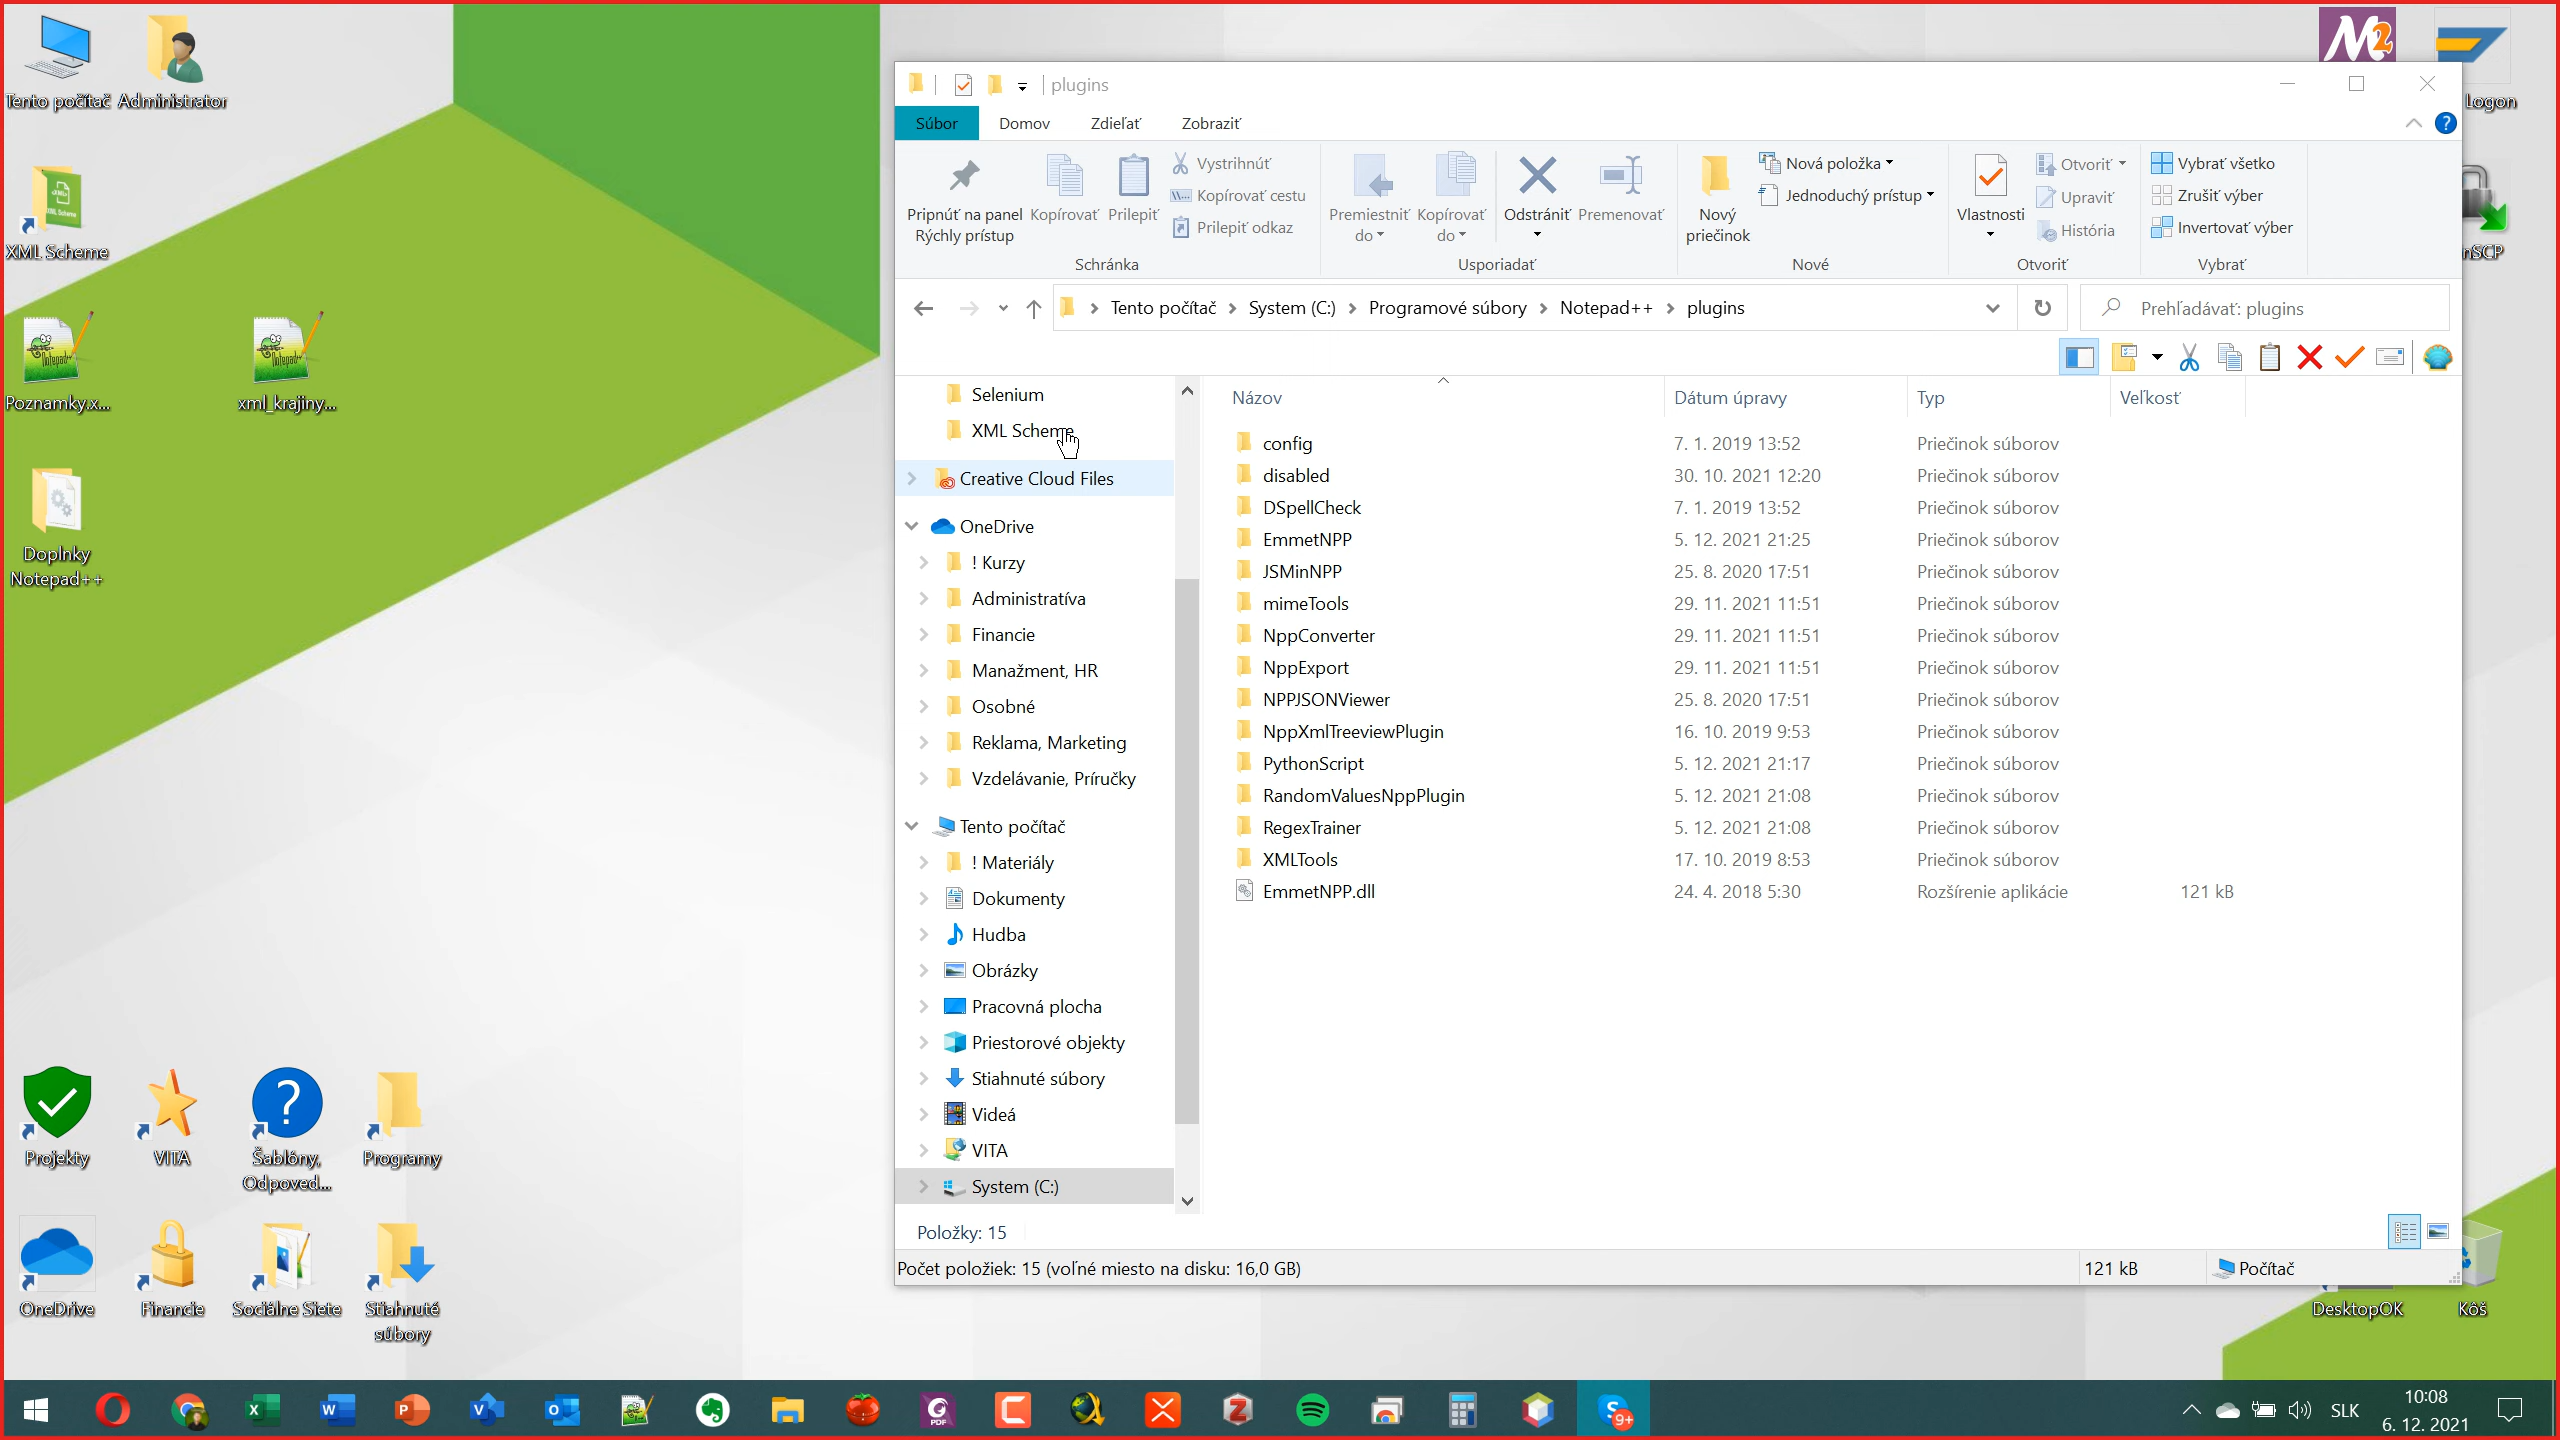 Tento počítač
Administrator
XML Scheme
Poznamky.x...
xml_krajiny...
Doplnky
Notepad++
M2
Logon
nSCP
plugins
Súbor
Domov
Zdieľať
Zobraziť
Pripnúť na panel
Rýchly prístup
Kopírovať
Prilepiť
Vystrihnúť
Kopírovať cestu
Prilepiť odkaz
Schránka
Premiestniť
do
Kopírovať
do
Odstrániť
Premenovať
Usporiadať
Nový
priečinok
Nová položka
Jednoduchý prístup
Nové
Vlastnosti
Otvoriť
Upraviť
História
Otvoriť
Vybrať všetko
Zrušiť výber
Invertovať výber
Vybrať
Tento počítač > System (C:) > Programové súbory > Notepad++ > plugins
Prehľadávať: plugins
Selenium
XML Scheme
Creative Cloud Files
OneDrive
! Kurzy
Administratíva
Financie
Manažment, HR
Osobné
Reklama, Marketing
Vzdelávanie, Príručky
Tento počítač
! Materiály
Dokumenty
Hudba
Obrázky
Pracovná plocha
Priestorové objekty
Stiahnuté súbory
Videá
VITA
System (C:)
Názov Dátum úpravy Typ Veľkosť
config 7. 1. 2019 13:52 Priečinok súborov
disabled 30. 10. 2021 12:20 Priečinok súborov
DSpellCheck 7. 1. 2019 13:52 Priečinok súborov
EmmetNPP 5. 12. 2021 21:25 Priečinok súborov
JSMinNPP 25. 8. 2020 17:51 Priečinok súborov
mimeTools 29. 11. 2021 11:51 Priečinok súborov
NppConverter 29. 11. 2021 11:51 Priečinok súborov
NppExport 29. 11. 2021 11:51 Priečinok súborov
NPPJSONViewer 25. 8. 2020 17:51 Priečinok súborov
NppXmlTreeviewPlugin 16. 10. 2019 9:53 Priečinok súborov
PythonScript 5. 12. 2021 21:17 Priečinok súborov
RandomValuesNppPlugin 5. 12. 2021 21:08 Priečinok súborov
RegexTrainer 5. 12. 2021 21:08 Priečinok súborov
XMLTools 17. 10. 2019 8:53 Priečinok súborov
EmmetNPP.dll 24. 4. 2018 5:30 Rozšírenie aplikácie 121 kB
Položky: 15
Počet položiek: 15 (voľné miesto na disku: 16,0 GB)
121 kB
Počítač
Projekty
VITA
Šablóny,
Odpoved...
Programy
OneDrive
Financie
Sociálne Siete
Stiahnuté
súbory
DesktopOK
Kôš
9+
SLK
10:08
6. 12. 2021